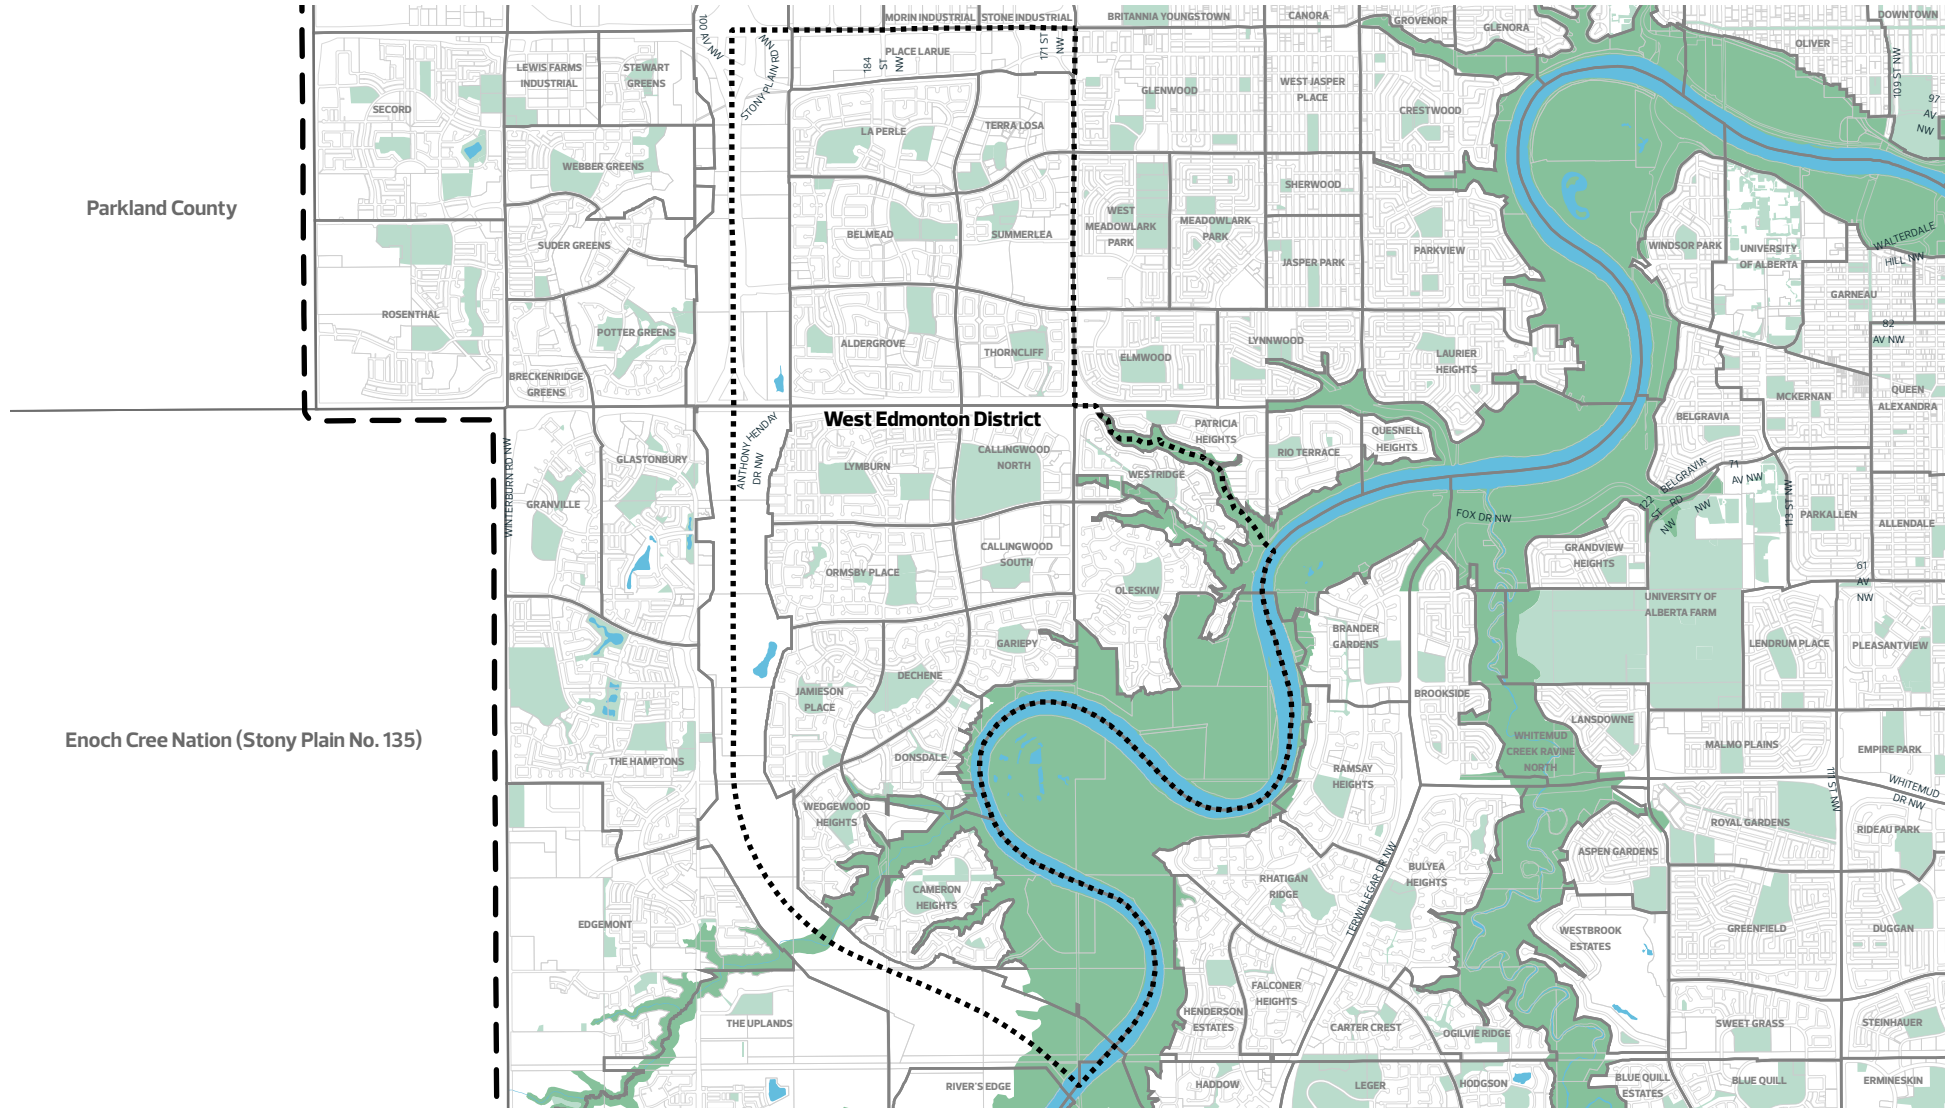 MORIN INDUSTRIAL
STONE INDUSTRIAL
BRITANNIA YOUNGSTOWN
CANORA
GROVENOR
GLENORA
DOWNTOWN
OLIVER
100 AV NW
STONY PLAIN RD NW
PLACE LARUE
184
ST
NW
171 ST
NW
109 ST NW
LEWIS FARMS
INDUSTRIAL
STEWART
GREENS
SECORD
GLENWOOD
WEST JASPER
PLACE
CRESTWOOD
97
AV
NW
LA PERLE
TERRA LOSA
WEBBER GREENS
SHERWOOD
Parkland County
WEST
MEADOWLARK
PARK
MEADOWLARK
PARK
BELMEAD
SUMMERLEA
SUDER GREENS
JASPER PARK
PARKVIEW
WINDSOR PARK
UNIVERSITY
OF ALBERTA
WALTERDALE
HILL NW
GARNEAU
ROSENTHAL
POTTER GREENS
82
AV NW
ALDERGROVE
THORNCLIFF
ELMWOOD
LYNNWOOD
LAURIER
HEIGHTS
BRECKENRIDGE
GREENS
MCKERNAN
QUEEN
ALEXANDRA
BELGRAVIA
West Edmonton District
PATRICIA
HEIGHTS
RIO TERRACE
QUESNELL
HEIGHTS
WINTERBURN RD NW
ANTHONY HENDAY
DR NW
GLASTONBURY
LYMBURN
CALLINGWOOD
NORTH
WESTRIDGE
GRANVILLE
BELGRAVIA
RD
NW
71
AV NW
122
ST
NW
FOX DR NW
113 ST NW
PARKALLEN
ALLENDALE
CALLINGWOOD
SOUTH
ORMSBY PLACE
OLESKIW
GRANDVIEW
HEIGHTS
61
AV
NW
UNIVERSITY OF
ALBERTA FARM
BRANDER
GARDENS
GARIEPY
LENDRUM PLACE
PLEASANTVIEW
DECHENE
JAMIESON
PLACE
BROOKSIDE
LANSDOWNE
Enoch Cree Nation (Stony Plain No. 135)
THE HAMPTONS
DONSDALE
WHITEMUD
CREEK RAVINE
NORTH
MALMO PLAINS
EMPIRE PARK
RAMSAY
HEIGHTS
111 ST NW
WHITEMUD
DR NW
WEDGEWOOD
HEIGHTS
ROYAL GARDENS
RIDEAU PARK
TERWILLEGAR DR NW
ASPEN GARDENS
BULYEA
HEIGHTS
RHATIGAN
RIDGE
CAMERON
HEIGHTS
EDGEMONT
WESTBROOK
ESTATES
GREENFIELD
DUGGAN
FALCONER
HEIGHTS
HENDERSON
ESTATES
THE UPLANDS
CARTER CREST
OGILVIE RIDGE
SWEET GRASS
STEINHAUER
RIVER'S EDGE
HADDOW
LEGER
HODGSON
BLUE QUILL
ESTATES
BLUE QUILL
ERMINESKIN